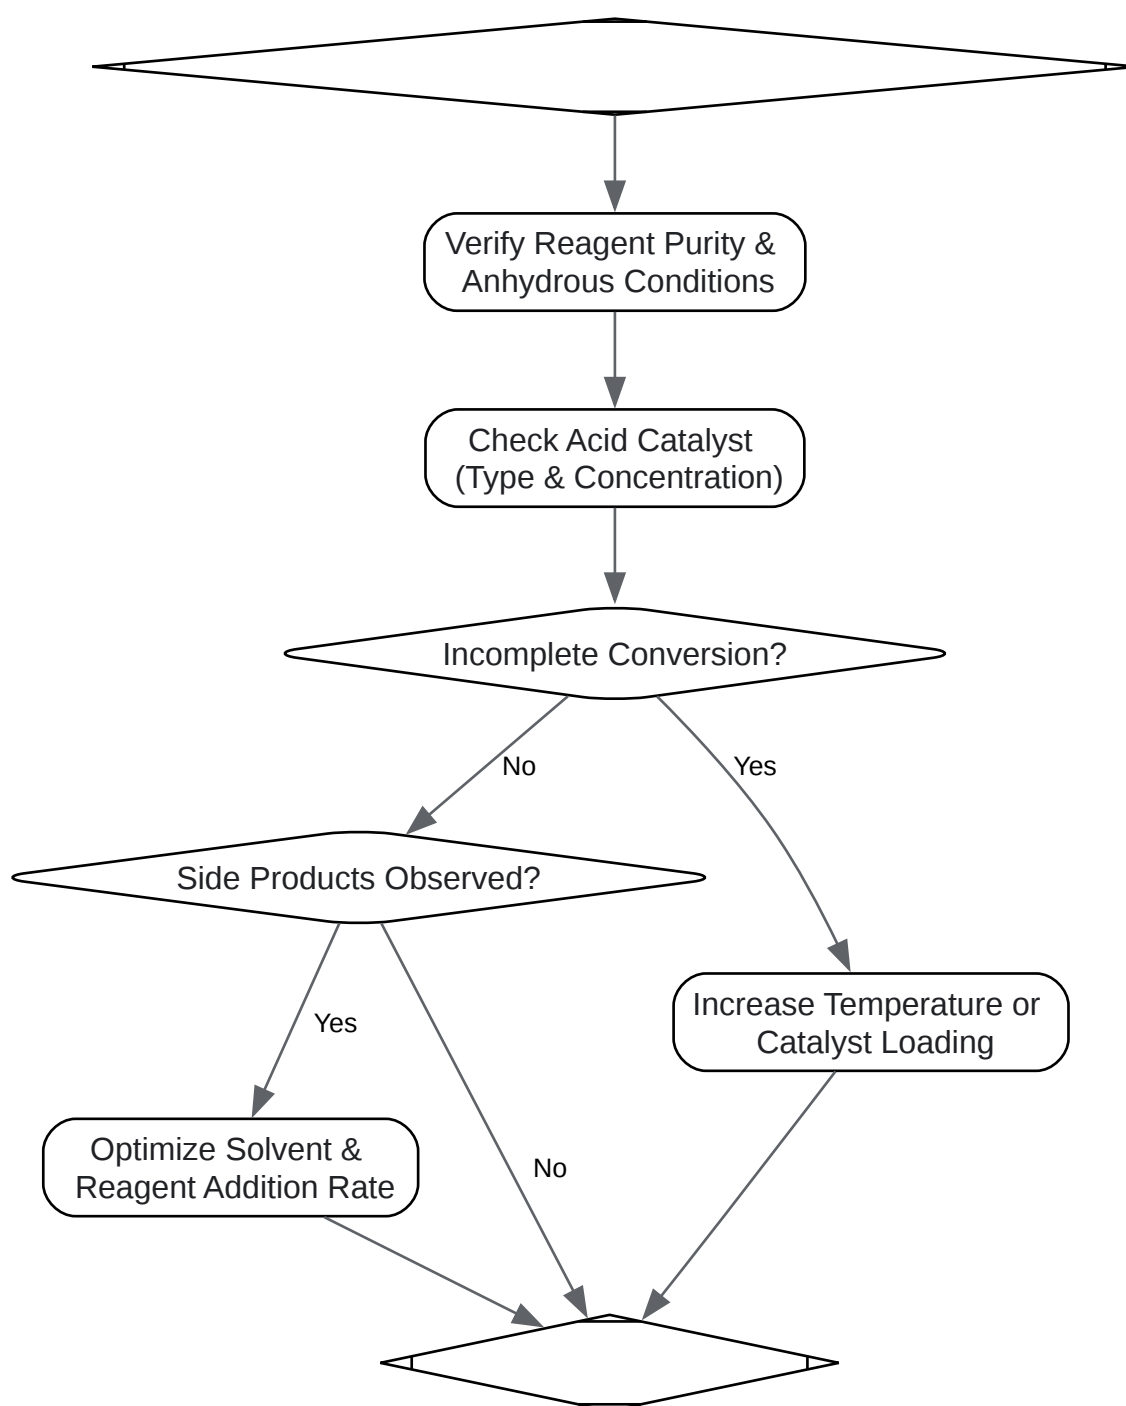 Verify Reagent Purity &
Anhydrous Conditions
Check Acid Catalyst
(Type & Concentration)
Incomplete Conversion?
No
Yes
Side Products Observed?
Yes
Increase Temperature or
Catalyst Loading
Optimize Solvent &
Reagent Addition Rate
No